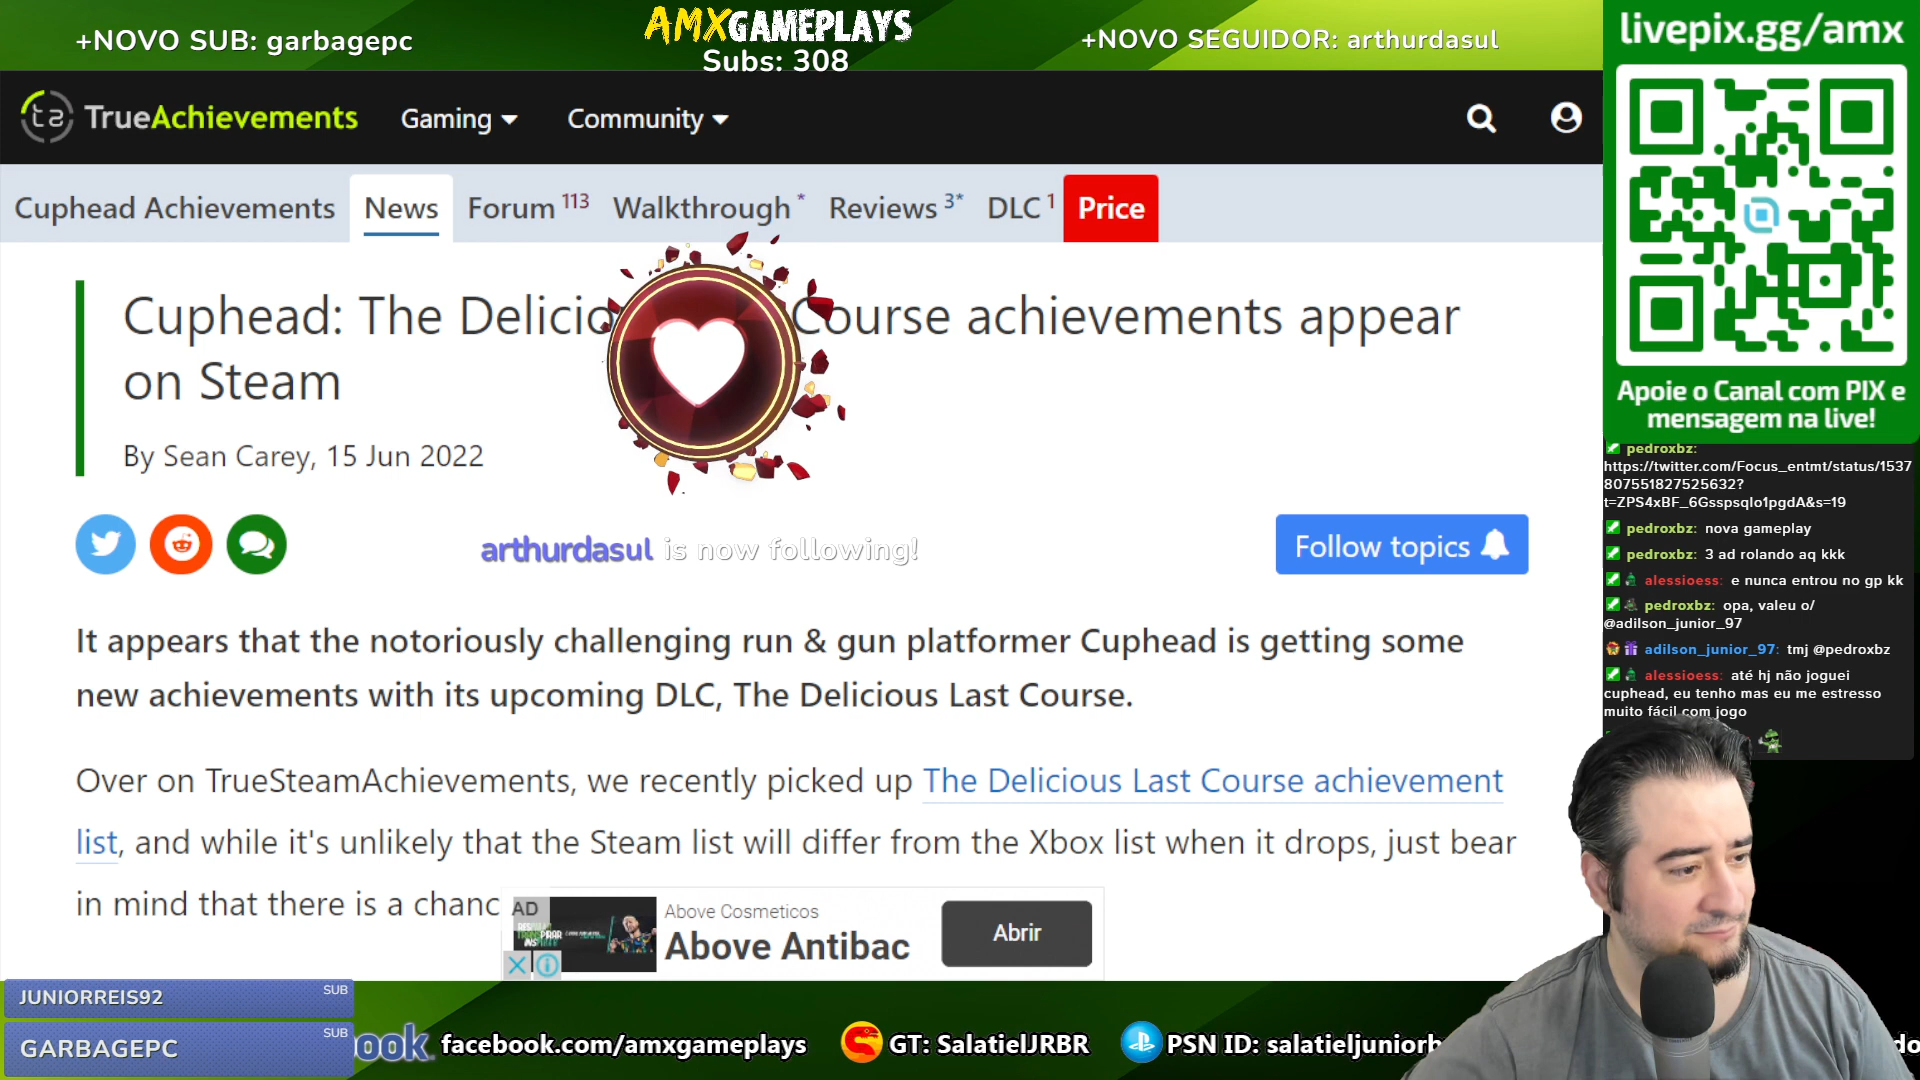 +NOVO SUB: garbagepc
AMXGAMEPLAYS
Subs: 308
+NOVO SEGUIDOR: arthurdasul
livepix.gg/amx
Apoie o Canal com PIX e
mensagem na live!
ta TrueAchievements
Gaming
Community
Cuphead Achievements
News
Forum 113
Walkthrough *
Reviews 3*
DLC 1
Price
Cuphead: The Delicio Course achievements appear
on Steam
By Sean Carey, 15 Jun 2022
arthurdasul is now following!
Follow topics
It appears that the notoriously challenging run & gun platformer Cuphead is getting some
new achievements with its upcoming DLC, The Delicious Last Course.
Over on TrueSteamAchievements, we recently picked up The Delicious Last Course achievement
list, and while it's unlikely that the Steam list will differ from the Xbox list when it drops, just bear
in mind that there is a chanc
AD
Above Cosmeticos
Above Antibac
Abrir
pedroxbz:
https://twitter.com/Focus_entmt/status/1537
807551827525632?
t=ZPS4xBF_6Gsspsqlo1pgdA&s=19
pedroxbz: nova gameplay
pedroxbz: 3 ad rolando aq kkk
alessioess: e nunca entrou no gp kk
pedroxbz: opa, valeu o/
@adilson_junior_97
adilson_junior_97: tmj @pedroxbz
alessioess: até hj não joguei
cuphead, eu tenho mas eu me estresso
muito fácil com jogo
JUNIORREIS92
SUB
GARBAGEPC
SUB
ook
facebook.com/amxgameplays
GT: SalatielJRBR
PSN ID: salatieljuniorb
do